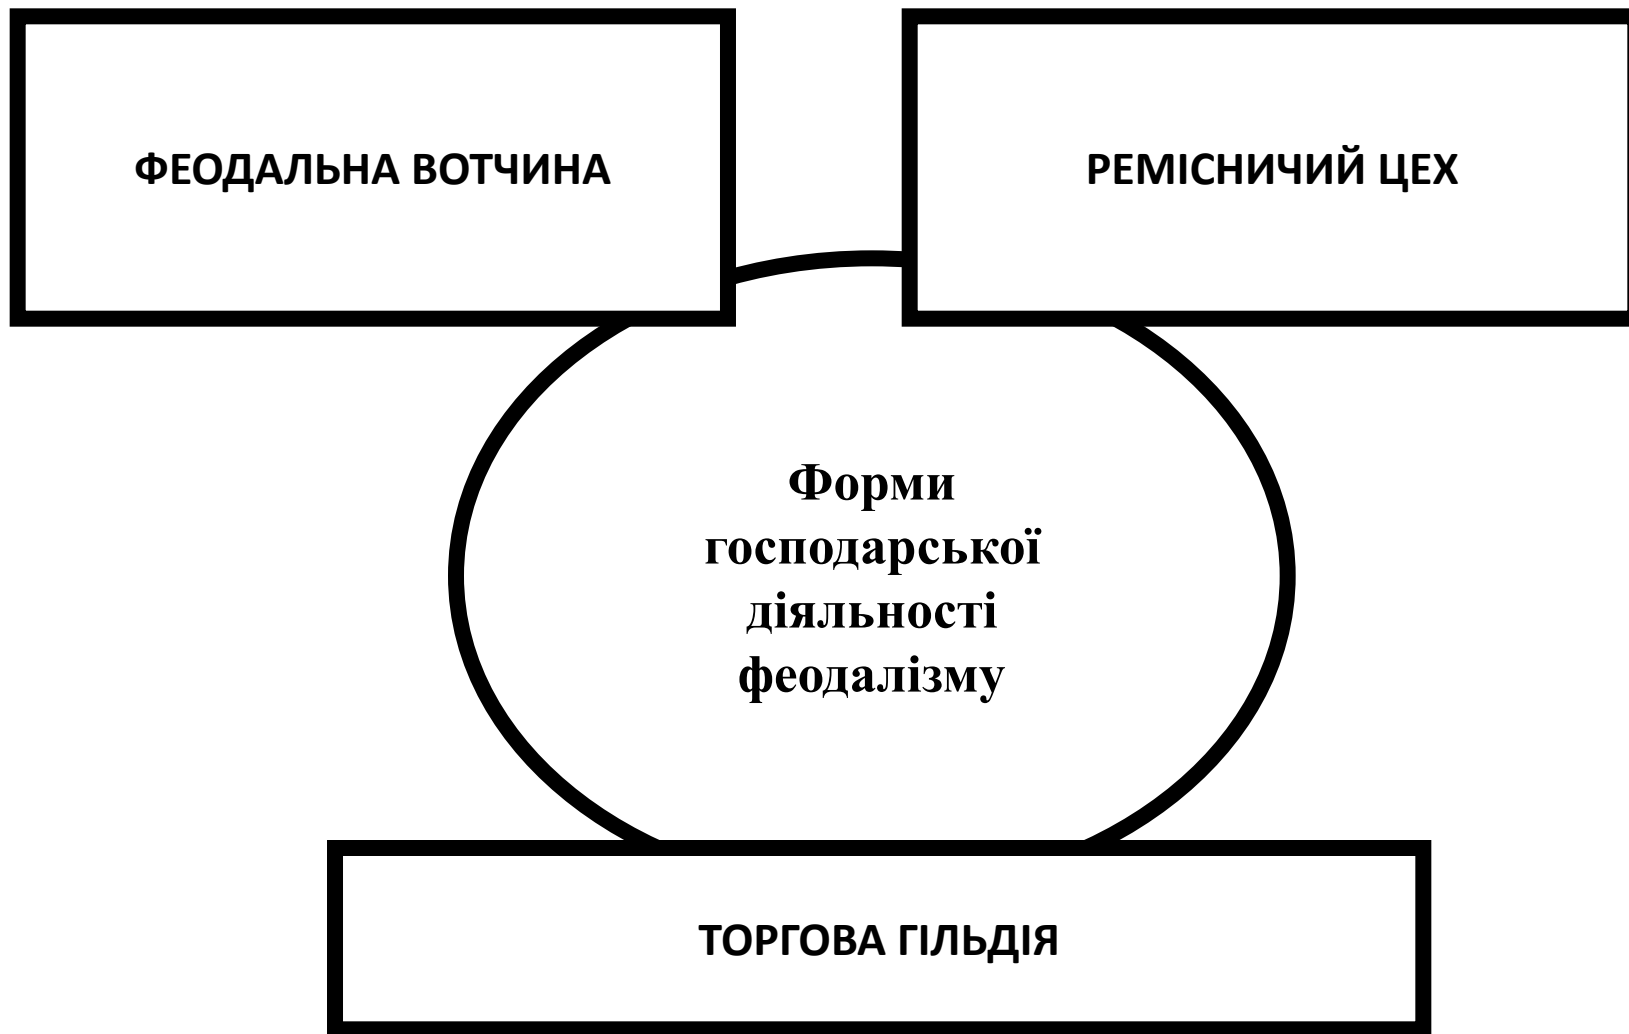 ФЕОДАЛЬНА ВОТЧИНА
РЕМІСНИЧИЙ ЦЕХ
Форми
господарської
діяльності
феодалізму
ТОРГОВА ГІЛЬДІЯ